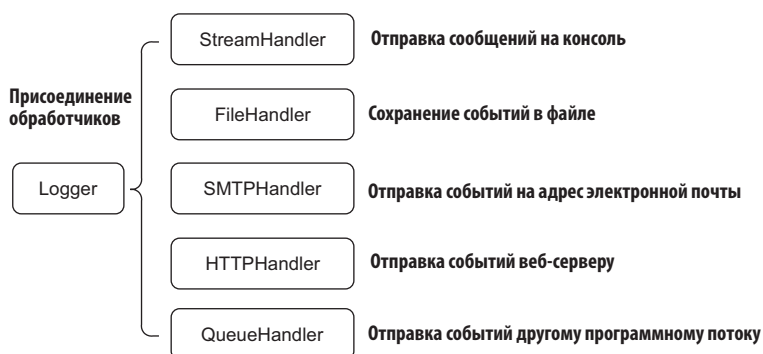 StreamHandler Отправка сообщений на консоль
Присоединение
обработчиков
FileHandler Сохранение событий в файле
Logger
SMTPHandler Отправка событий на адрес электронной почты
HTTPHandler Отправка событий веб-серверу
QueueHandler Отправка событий другому программному потоку